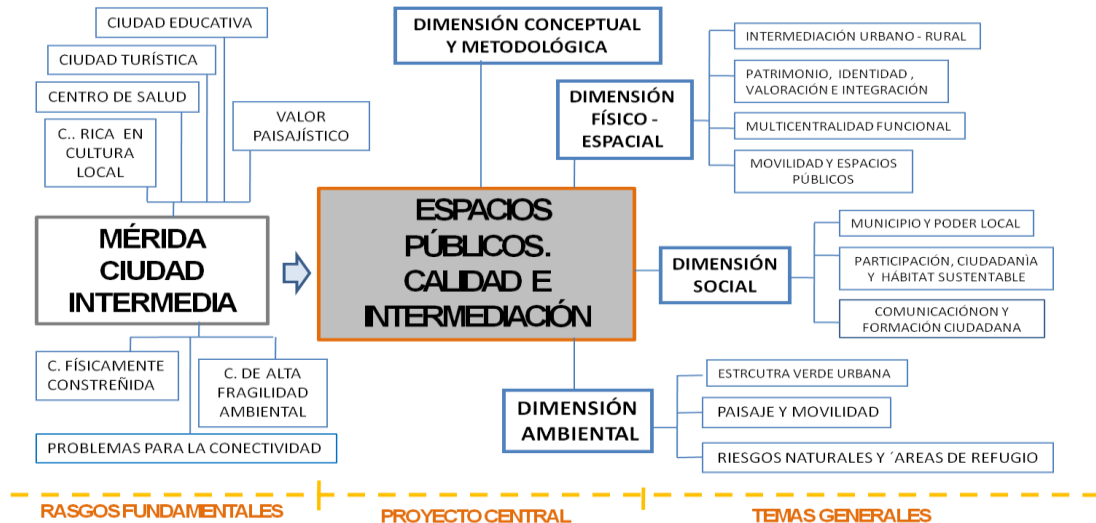 CIUDAD EDUCATIVA
CIUDAD TURÍSTICA
CENTRO DE SALUD
C.. RICA EN
CULTURA
LOCAL
VALOR
PAISAJÍSTICO
MÉRIDA
CIUDAD
INTERMEDIA
C. FÍSICAMENTE
CONSTREÑIDA
C. DE ALTA
FRAGILIDAD
AMBIENTAL
PROBLEMAS PARA LA CONECTIVIDAD
DIMENSIÓN CONCEPTUAL
Y METODOLÓGICA
ESPACIOS
PÚBLICOS.
CALIDAD E
INTERMEDIACIÓN
DIMENSIÓN
FÍSICO -
ESPACIAL
INTERMEDIACIÓN URBANO - RURAL
PATRIMONIO, IDENTIDAD ,
VALORACIÓN E INTEGRACIÓN
MULTICENTRALIDAD FUNCIONAL
MOVILIDAD Y ESPACIOS
PÚBLICOS
DIMENSIÓN
SOCIAL
MUNICIPIO Y PODER LOCAL
PARTICIPACIÓN, CIUDADANÌA
Y HÁBITAT SUSTENTABLE
COMUNICACIÓNON Y
FORMACIÓN CIUDADANA
DIMENSIÓN
AMBIENTAL
ESTRCUTRA VERDE URBANA
PAISAJE Y MOVILIDAD
RIESGOS NATURALES Y ´AREAS DE REFUGIO
RASGOS FUNDAMENTALES
PROYECTO CENTRAL
TEMAS GENERALES